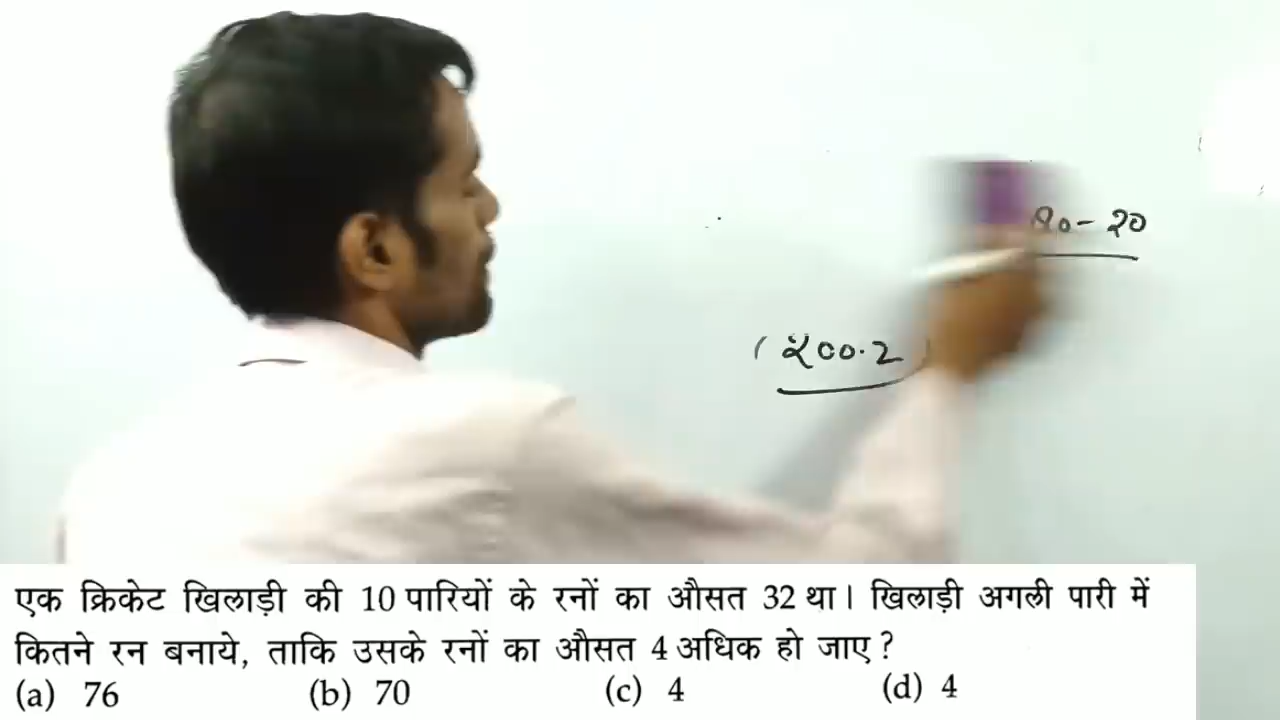 20
200.2
एक क्रिकेट खिलाड़ी की 10 पारियों के रनों का औसत 32 था। खिलाड़ी अगली पारी में
कितने रन बनाये, ताकि उसके रनों का औसत 4 अधिक हो जाए ?
(a) 76 (b) 70 (c) 4 (d) 4